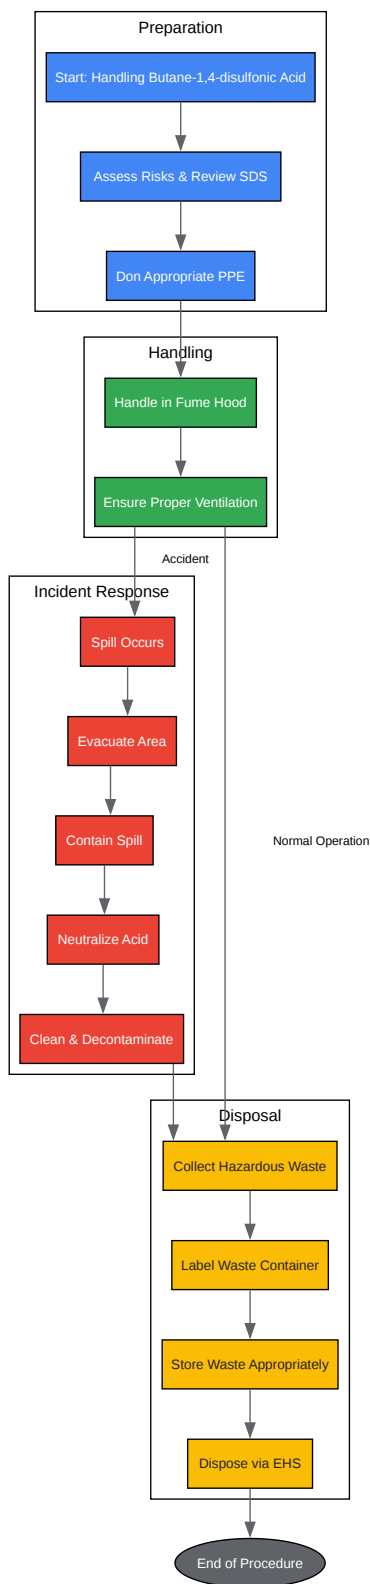 Preparation
Start: Handling Butane-1,4-disulfonic Acid
Assess Risks & Review SDS
Don Appropriate PPE
Handling
Handle in Fume Hood
Ensure Proper Ventilation
Accident
Incident Response
Spill Occurs
Evacuate Area
Contain Spill
Normal Operation
Neutralize Acid
Clean & Decontaminate
Disposal
Collect Hazardous Waste
Label Waste Container
Store Waste Appropriately
Dispose via EHS
End of Procedure